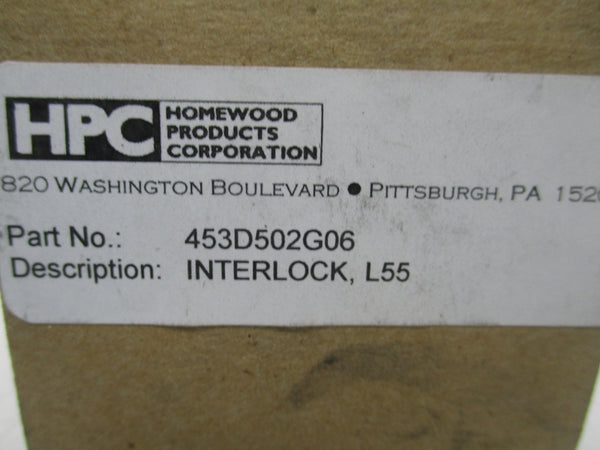 HPC
HOMEWOOD
PRODUCTS
CORPORATION
820 WASHINGTON BOULEVARD ● PITTSBURGH, PA
Part No.: 453D502G06
Description: INTERLOCK, L55